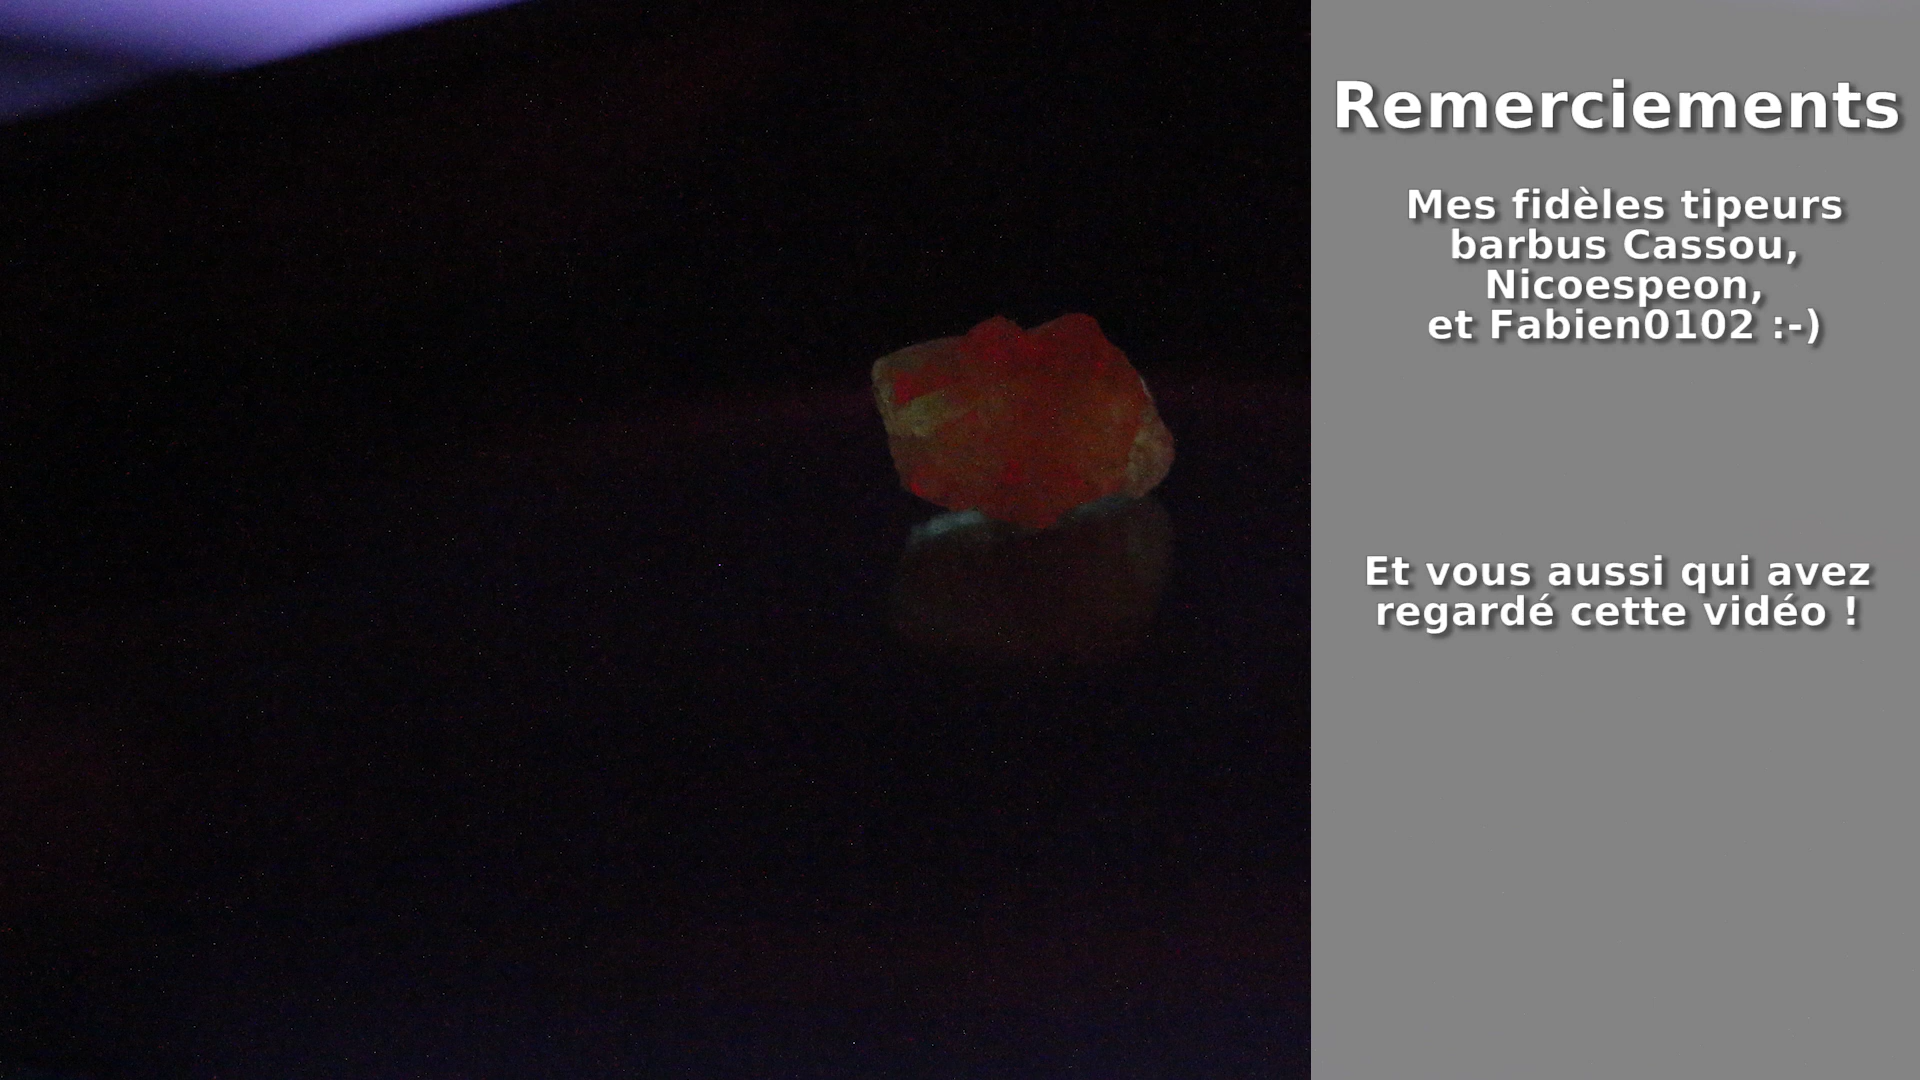 Remerciements
Mes fidèles tipeurs
barbus Cassou,
Nicoespeon,
et Fabien0102 :-)
Et vous aussi qui avez
regardé cette vidéo !